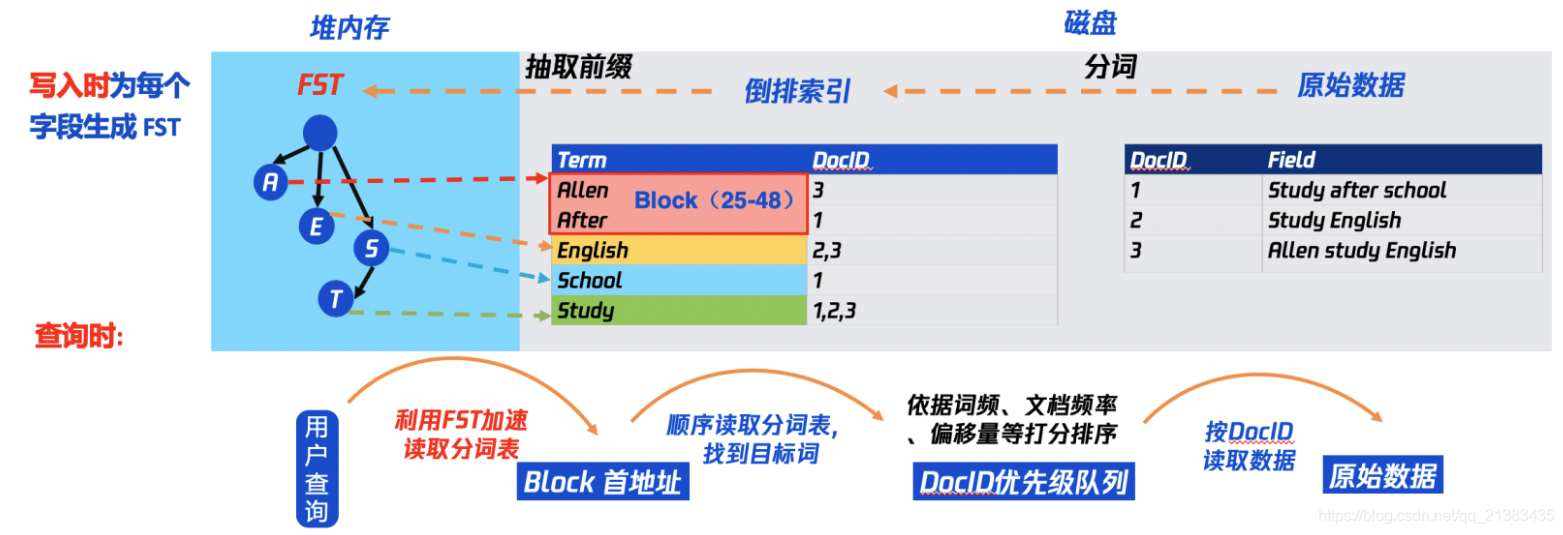 堆内存
磁盘
写入时为每个
字段生成 FST
FST
抽取前缀
倒排索引
分词
原始数据
A
E
S
T
Term DocID
Allen 3
After 1
Block（25-48）
English 2,3
School 1
Study 1,2,3
DocID Field
1 Study after school
2 Study English
3 Allen study English
查询时:
用户查询
利用FST加速
读取分词表
Block 首地址
顺序读取分词表,
找到目标词
依据词频、文档频率
、偏移量等打分排序
DocID优先级队列
按DocID
读取数据
原始数据
https://blog.csdn.net/qq_21383435